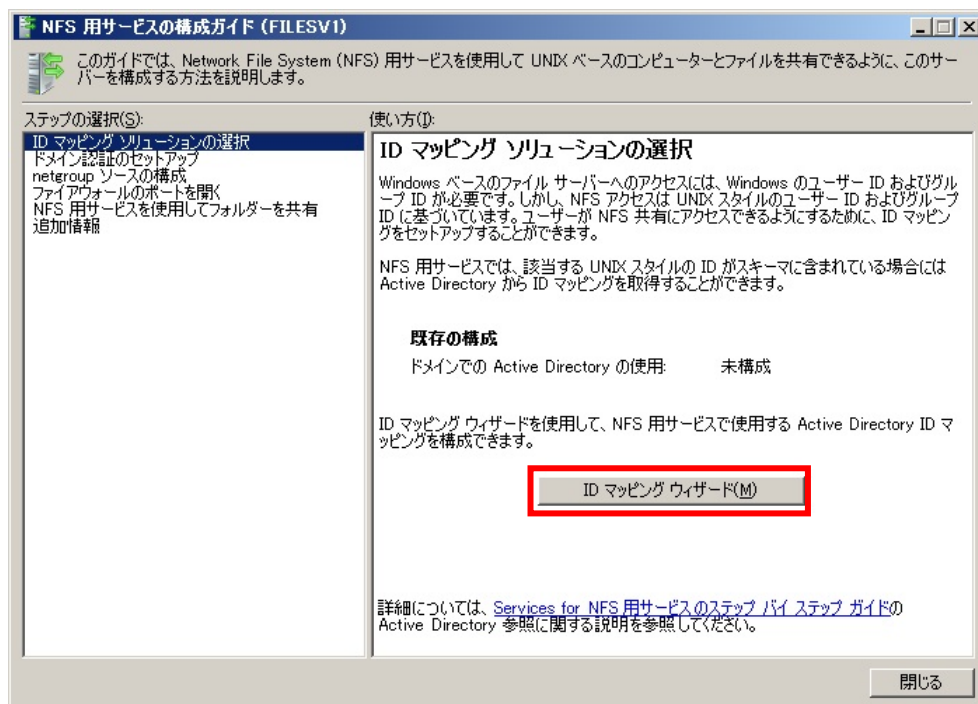 NFS 用サービスの構成ガイド (FILESV1)
このガイドでは、Network File System (NFS) 用サービスを使用して UNIX ベースのコンピューターとファイルを共有できるように、このサー
バーを構成する方法を説明します。
ステップの選択(S):
ID マッピング ソリューションの選択
ドメイン認証のセットアップ
netgroup ソースの構成
ファイアウォールのポートを開く
NFS 用サービスを使用してフォルダーを共有
追加情報
使い方(I):
ID マッピング ソリューションの選択
Windows ベースのファイル サーバーへのアクセスには、Windows のユーザー ID およびグル
ープ ID が必要です。しかし、NFS アクセスは UNIX スタイルのユーザー ID およびグループ
ID に基づいています。ユーザーが NFS 共有にアクセスできるようにするために、ID マッピン
グをセットアップすることができます。
NFS 用サービスでは、該当する UNIX スタイルの ID がスキーマに含まれている場合には
Active Directory から ID マッピングを取得することができます。
既存の構成
ドメインでの Active Directory の使用: 未構成
ID マッピング ウィザードを使用して、NFS 用サービスで使用する Active Directory ID マ
ッピングを構成できます。
ID マッピング ウィザード(M)
詳細については、Services for NFS 用サービスのステップ バイ ステップ ガイドの
Active Directory 参照に関する説明を参照してください。
閉じる